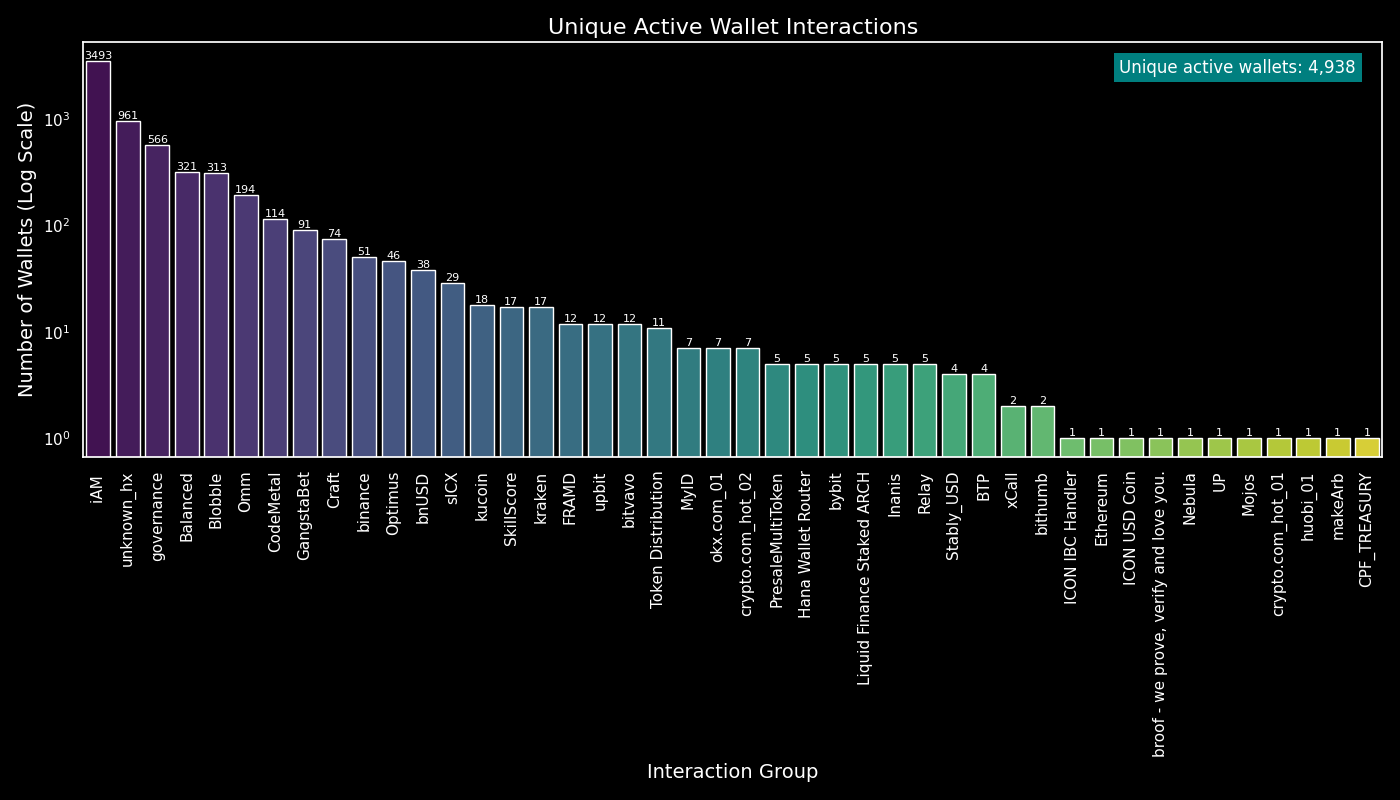 Unique Active Wallet Interactions
Unique active wallets: 4,938
Number of Wallets (Log Scale)
10³
10²
10¹
10⁰
3493
961
566
321
313
194
114
91
74
51
46
38
29
18
17
17
12
12
12
11
7
7
7
5
5
5
5
5
5
4
4
2
2
1
1
1
1
1
1
1
1
1
1
1
iAM
unknown_hx
governance
Balanced
Blobble
Omm
CodeMetal
GangstaBet
Craft
binance
Optimus
bnUSD
sICX
kucoin
SkillScore
kraken
FRAMD
upbit
bitvavo
Token Distribution
MyID
okx.com_01
crypto.com_hot_02
PresaleMultiToken
Hana Wallet Router
bybit
Liquid Finance Staked ARCH
Inanis
Relay
Stably_USD
BTP
xCall
bithumb
ICON IBC Handler
Ethereum
ICON USD Coin
broof - we prove, verify and love you.
Nebula
UP
Mojos
crypto.com_hot_01
huobi_01
makeArb
CPF_TREASURY
Interaction Group